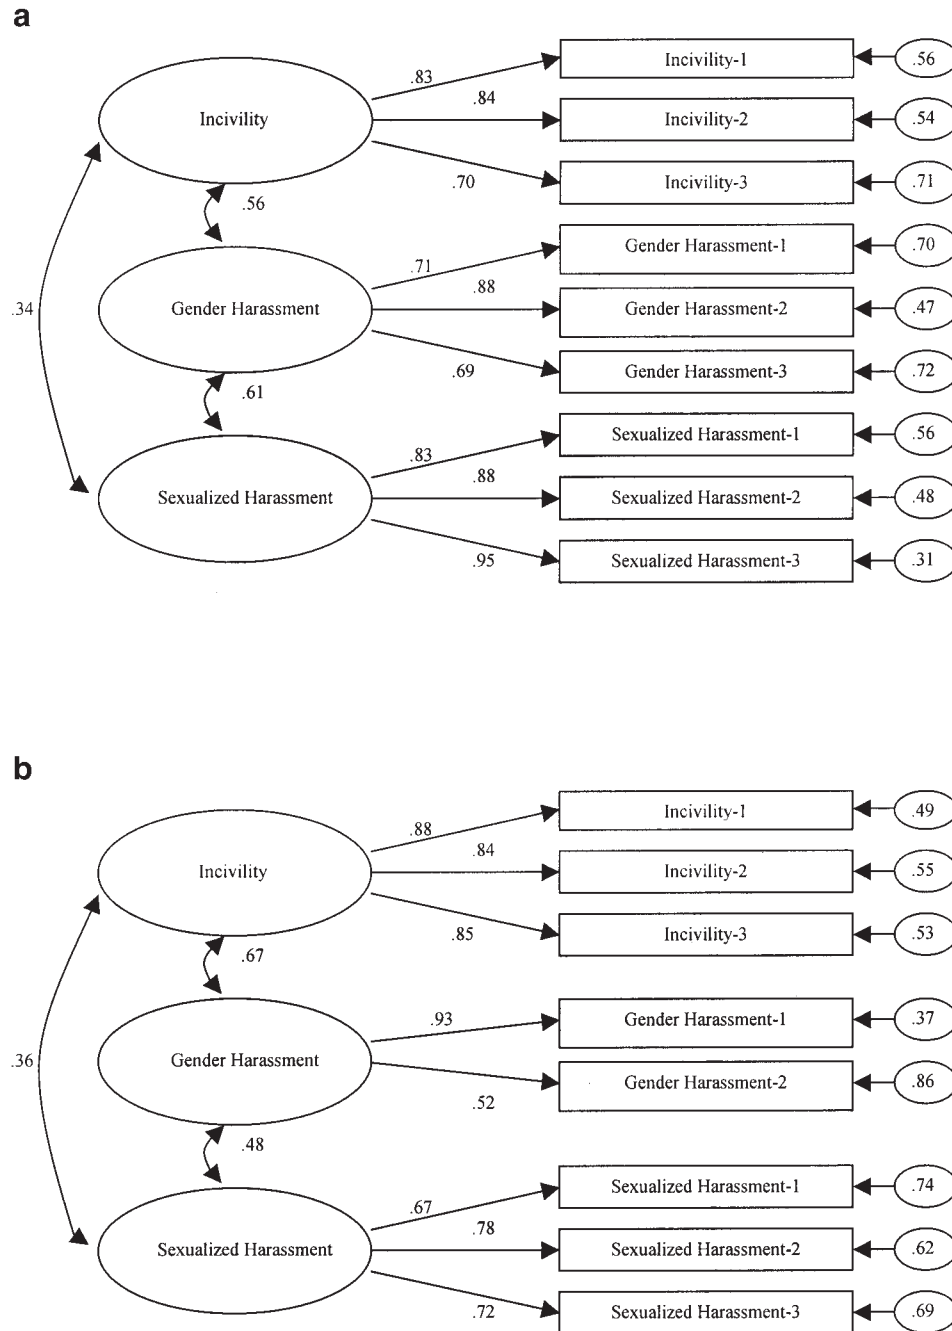 a
.83
Incivility-1
.56
Incivility
.84
Incivility-2
.54
.70
Incivility-3
.71
.56
.71
Gender Harassment-1
.70
.34
Gender Harassment
.88
Gender Harassment-2
.47
.69
Gender Harassment-3
.72
.61
.83
Sexualized Harassment-1
.56
Sexualized Harassment
.88
Sexualized Harassment-2
.48
.95
Sexualized Harassment-3
.31
b
.88
Incivility-1
.49
Incivility
.84
Incivility-2
.55
.85
Incivility-3
.53
.67
.93
Gender Harassment-1
.37
.36
Gender Harassment
.52
Gender Harassment-2
.86
.48
.67
Sexualized Harassment-1
.74
Sexualized Harassment
.78
Sexualized Harassment-2
.62
.72
Sexualized Harassment-3
.69